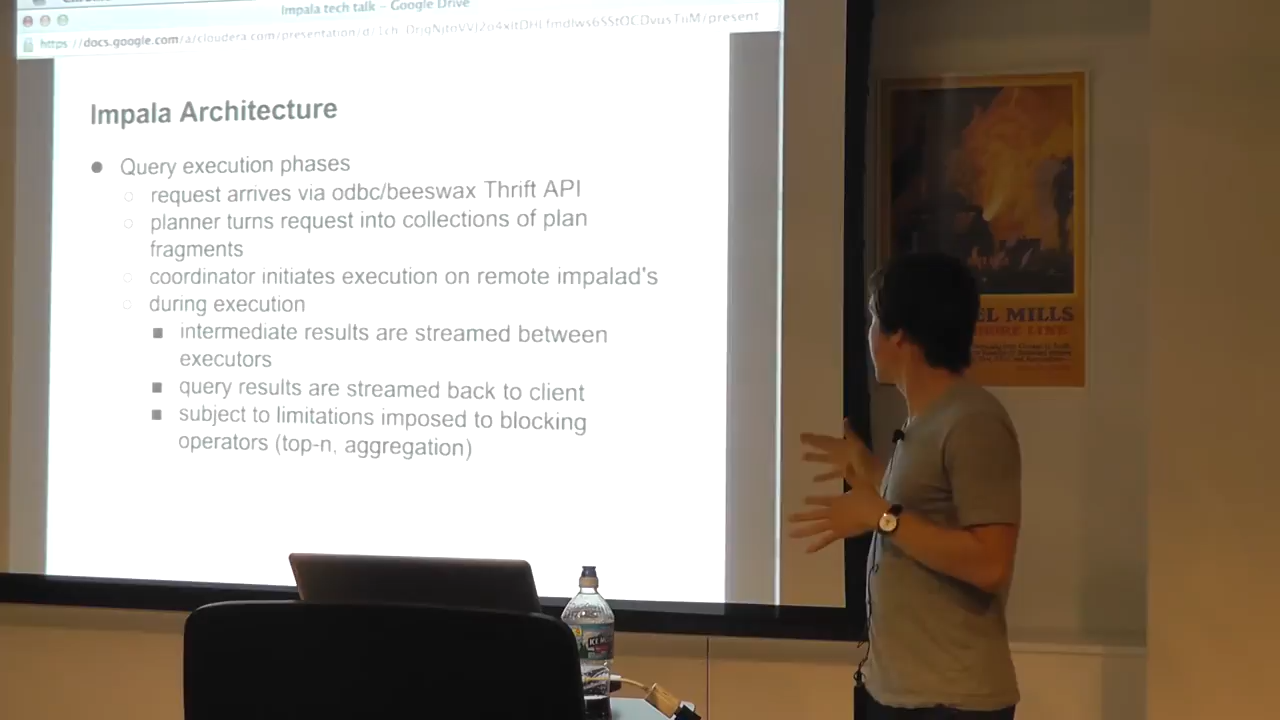 Impala tech talk – Google Drive
https://docs.google.com/a/cloudera.com/presentation/d/
Impala Architecture
● Query execution phases
○ request arrives via odbc/beeswax Thrift API
○ planner turns request into collections of plan
fragments
○ coordinator initiates execution on remote impalad's
○ during execution
■ intermediate results are streamed between
executors
■ query results are streamed back to client
■ subject to limitations imposed to blocking
operators (top-n, aggregation)
MILLS